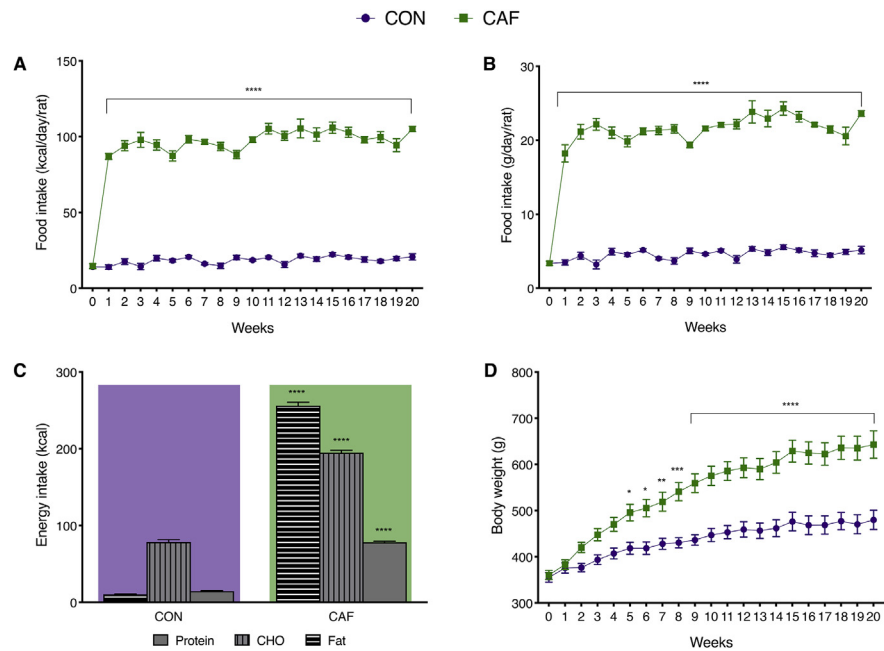 CON CAF
A
Food intake (kcal/day/rat)
150
100
50
0
****
0 1 2 3 4 5 6 7 8 9 10 11 12 13 14 15 16 17 18 19 20
Weeks
B
Food intake (g/day/rat)
30
20
10
0
****
0 1 2 3 4 5 6 7 8 9 10 11 12 13 14 15 16 17 18 19 20
Weeks
C
Energy intake (kcal)
300
200
100
0
****
****
****
CON CAF
Protein CHO Fat
D
Body weight (g)
800
700
600
500
400
300
* * ** *** ****
0 1 2 3 4 5 6 7 8 9 10 11 12 13 14 15 16 17 18 19 20
Weeks